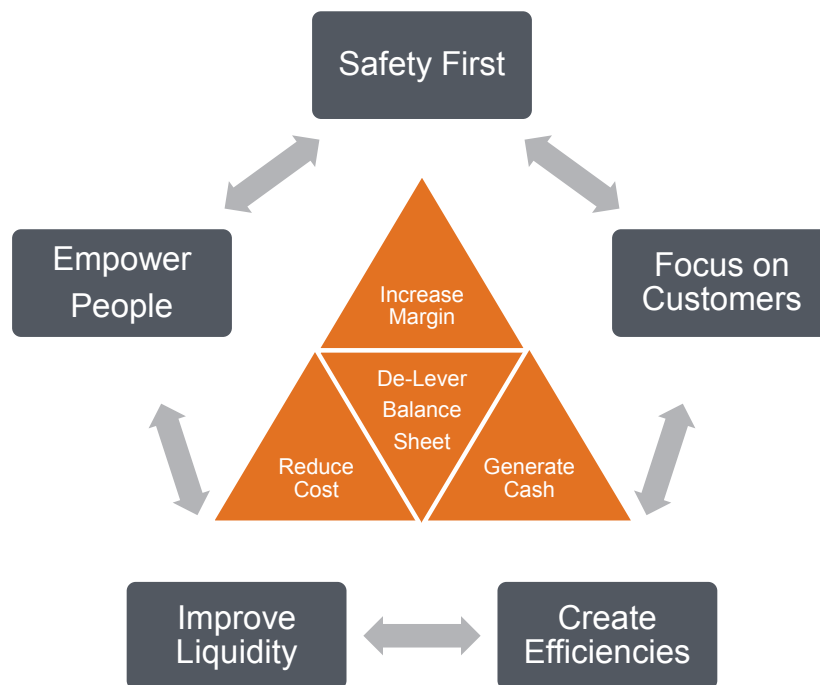 Safety First
Empower
People
Focus on
Customers
Increase
Margin
De-Lever
Balance
Sheet
Reduce
Cost
Generate
Cash
Improve
Liquidity
Create
Efficiencies